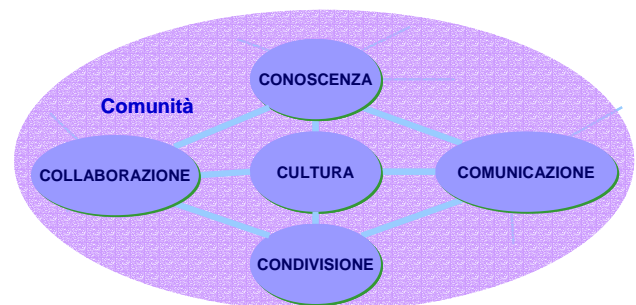 CONOSCENZA
Comunità
COLLABORAZIONE
CULTURA
COMUNICAZIONE
CONDIVISIONE